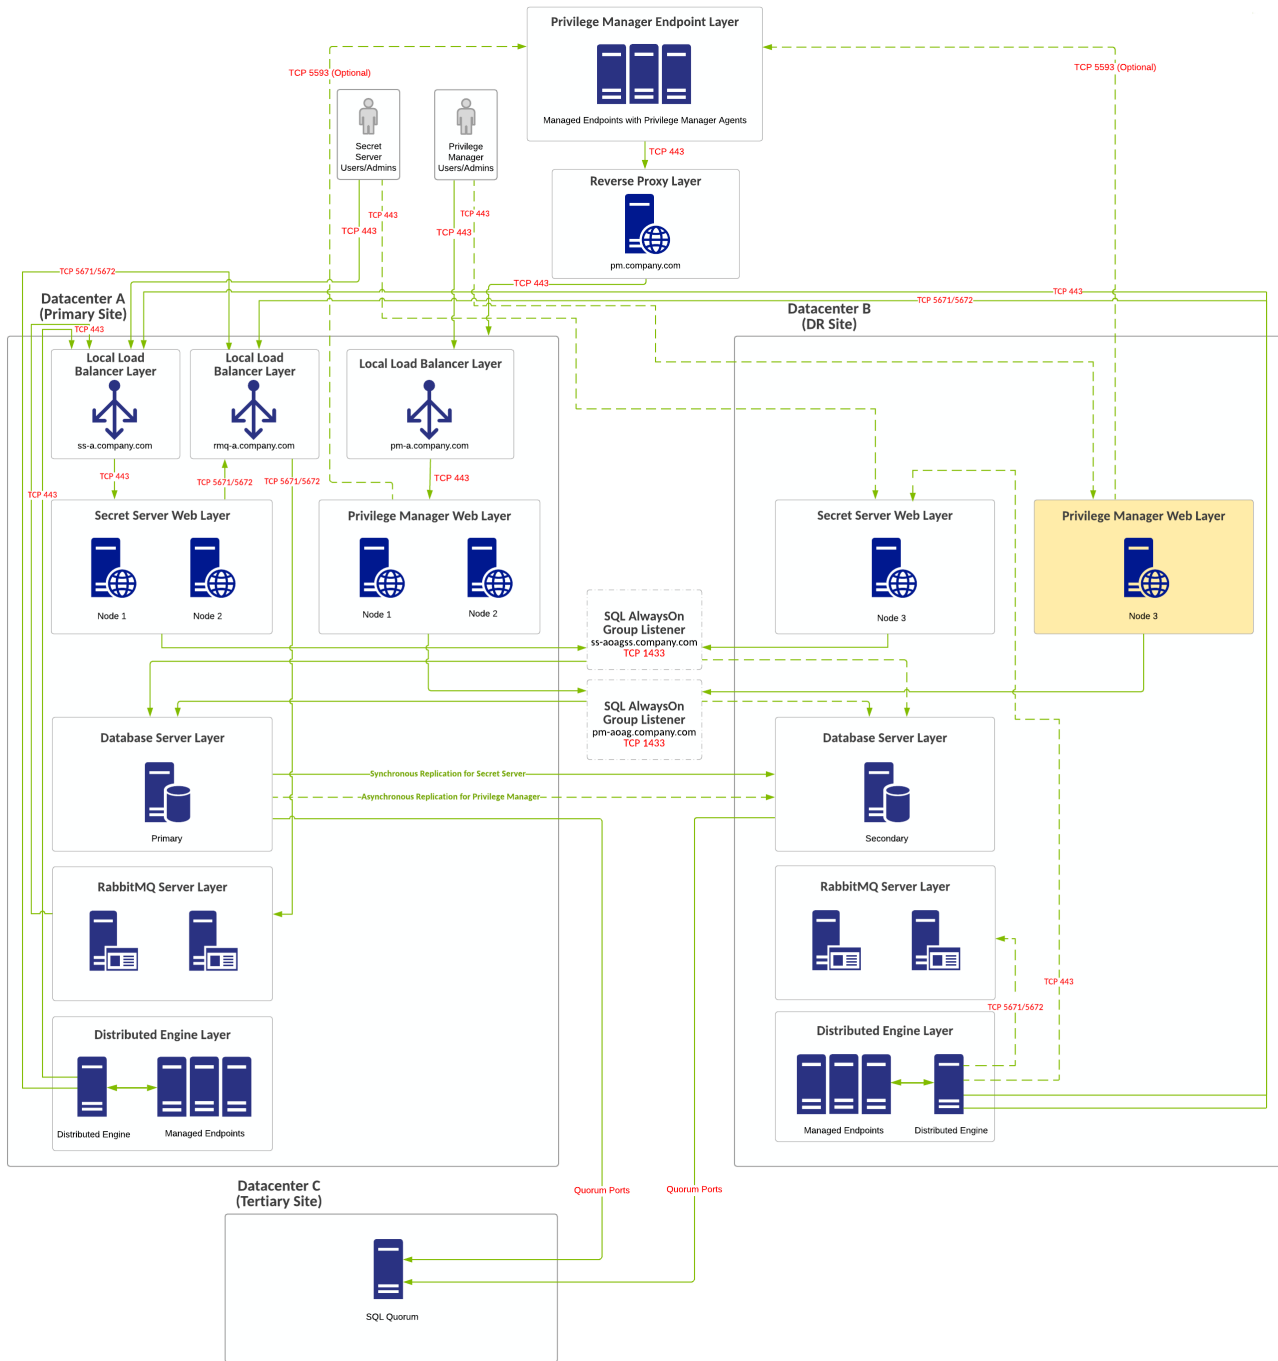 Privilege Manager Endpoint Layer
Managed Endpoints with Privilege Manager Agents
TCP 5593 (Optional)
TCP 5593 (Optional)
Secret
Server
Users/Admins
Privilege
Manager
Users/Admins
TCP 443
Reverse Proxy Layer
pm.company.com
TCP 443
TCP 443
TCP 443
TCP 443
TCP 5671/5672
TCP 443
TCP 443
TCP 5671/5672
Datacenter A
(Primary Site)
Datacenter B
(DR Site)
TCP 443
Local Load
Balancer Layer
ss-a.company.com
Local Load
Balancer Layer
rmq-a.company.com
Local Load Balancer Layer
pm-a.company.com
TCP 443
TCP 5671/5672
TCP 5671/5672
TCP 443
TCP 443
Secret Server Web Layer
Node 1
Node 2
Privilege Manager Web Layer
Node 1
Node 2
Secret Server Web Layer
Node 3
Privilege Manager Web Layer
Node 3
SQL AlwaysOn
Group Listener
ss-aoagss.company.com
TCP 1433
SQL AlwaysOn
Group Listener
pm-aoag.company.com
TCP 1433
Database Server Layer
Primary
Database Server Layer
Secondary
Synchronous Replication for Secret Server
Asynchronous Replication for Privilege Manager
RabbitMQ Server Layer
RabbitMQ Server Layer
TCP 443
TCP 5671/5672
Distributed Engine Layer
Distributed Engine
Managed Endpoints
Distributed Engine Layer
Managed Endpoints
Distributed Engine
Datacenter C
(Tertiary Site)
Quorum Ports
Quorum Ports
SQL Quorum